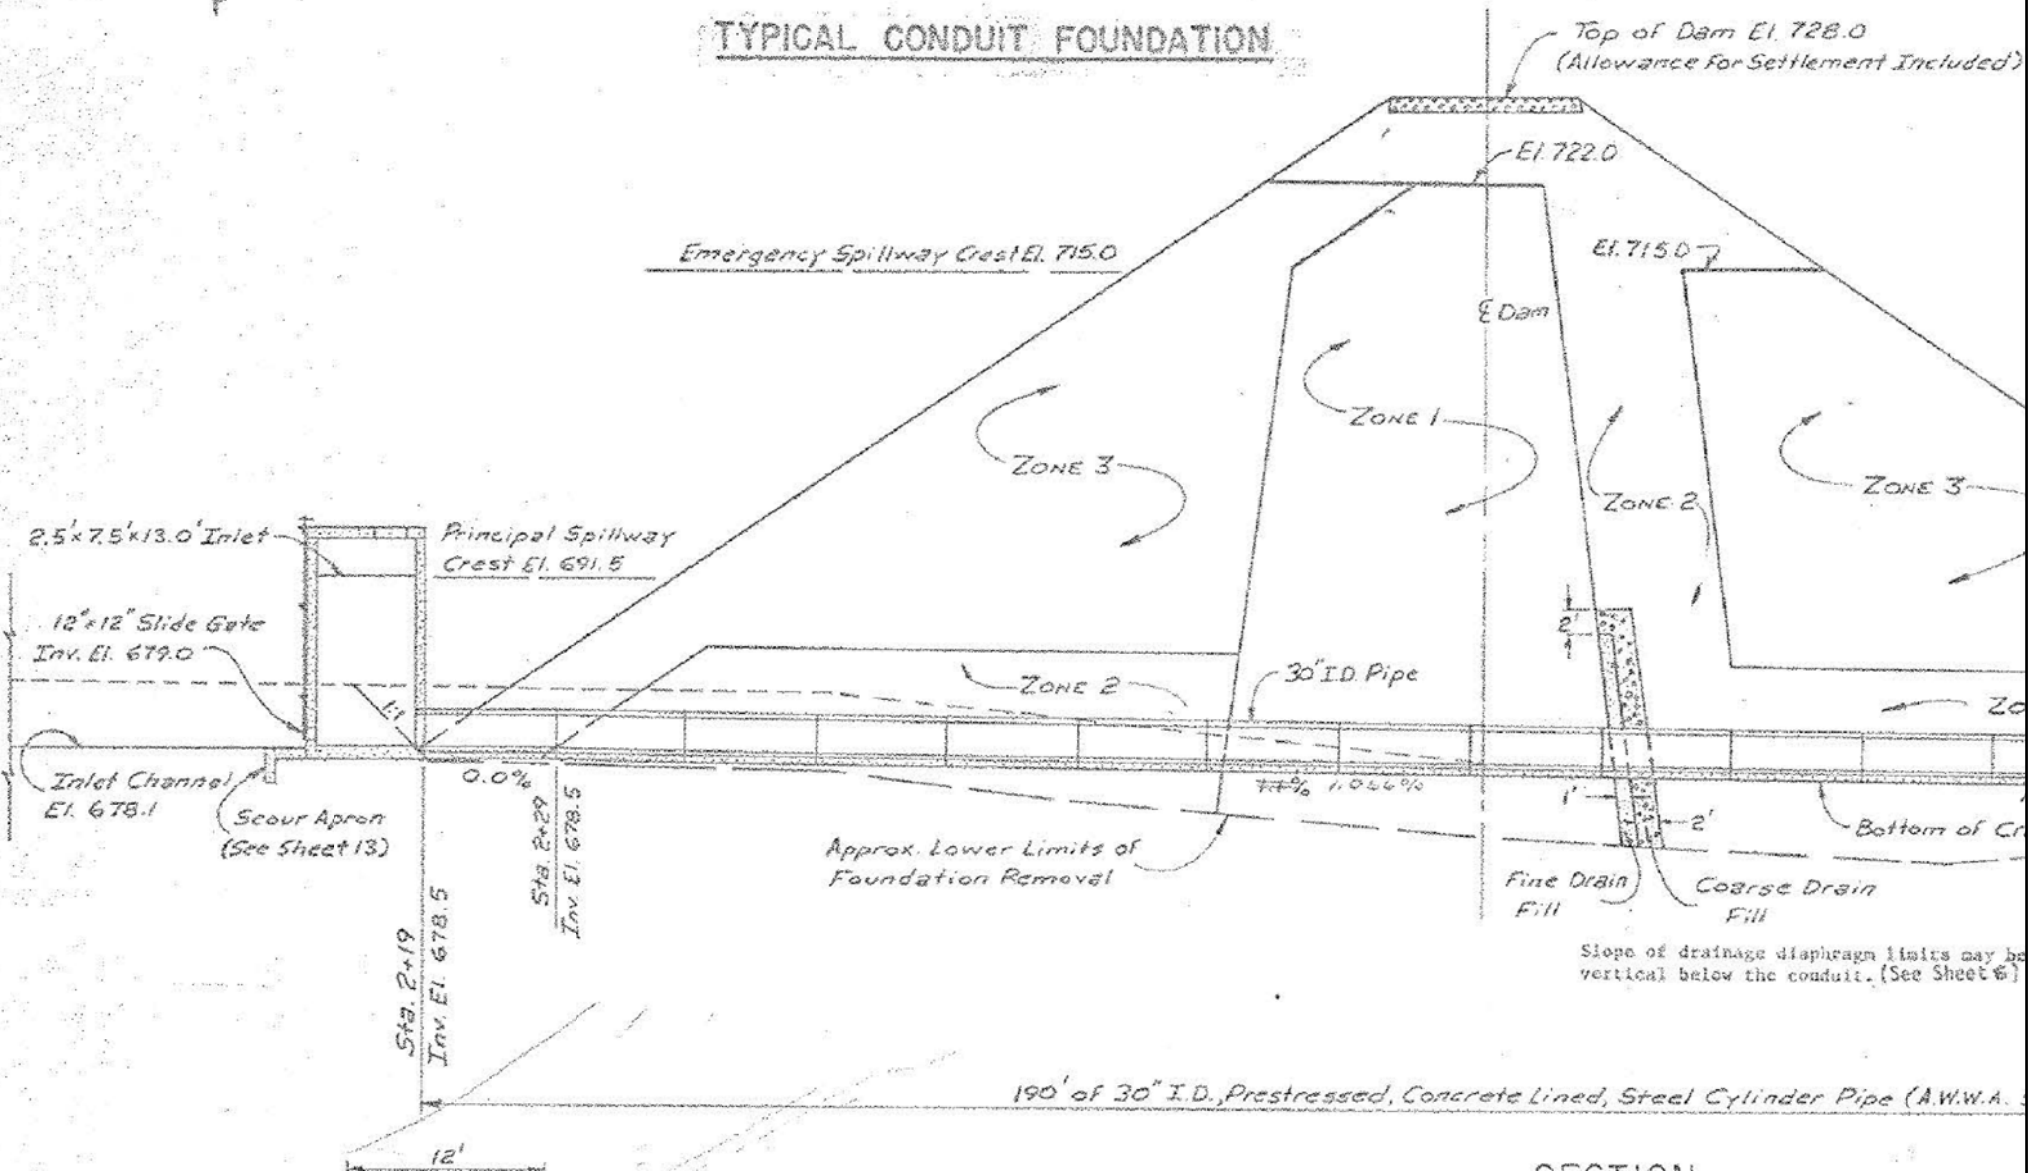 TYPICAL CONDUIT FOUNDATION
Top of Dam El. 728.0
(Allowance For Settlement Included)
El. 722.0
Emergency Spillway Crest El. 715.0
El. 715.0
℄ Dam
ZONE 1
ZONE 3
ZONE 2
ZONE 3
2.5'x7.5'x13.0' Inlet
Principal Spillway
Crest El. 691.5
12"x12" Slide Gate
Inv. El. 679.0
2'
1:1
ZONE 2
30" I.D. Pipe
Inlet Channel
El. 678.1
Scour Apron
(See Sheet 13)
0.0%
1.066%
Sta. 2+29
Inv. El. 678.5
Sta. 2+19
Inv. El. 678.5
Approx. Lower Limits of
Foundation Removal
1'
2'
Bottom of
Fine Drain
Fill
Coarse Drain
Fill
Slope of drainage diaphragm limits may be
vertical below the conduit. (See Sheet 6)
190' of 30" I.D., Prestressed, Concrete Lined, Steel Cylinder Pipe (A.W.W.A.
12'
SECTION